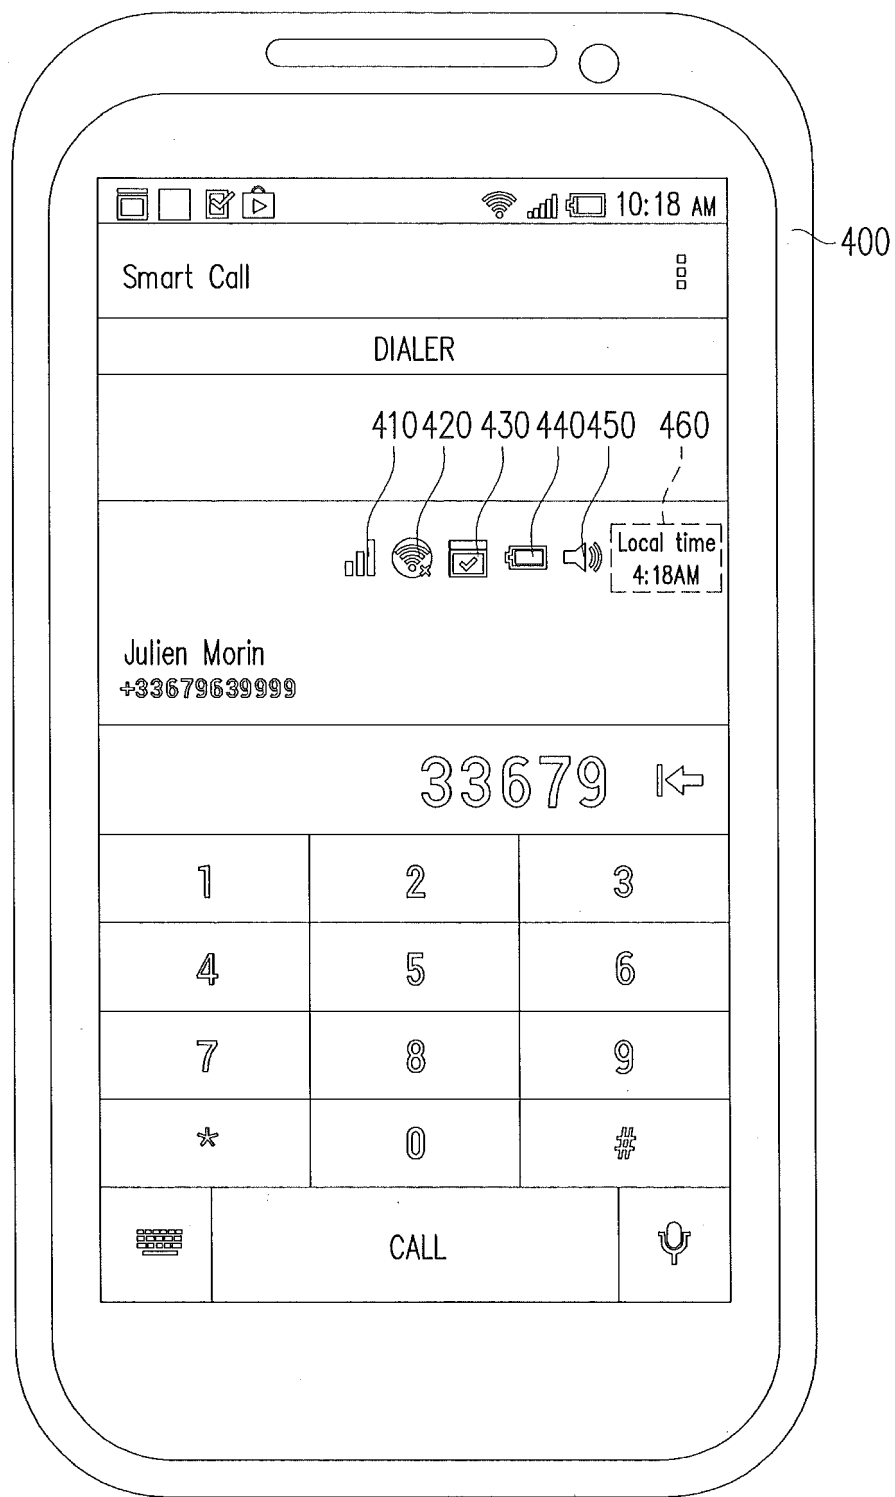 10:18 AM
400
Smart Call
DIALER
410 420 430 440 450 460
Local time
4:18AM
Julien Morin
+33679639999
33679
1 2 3
4 5 6
7 8 9
* 0 #
CALL